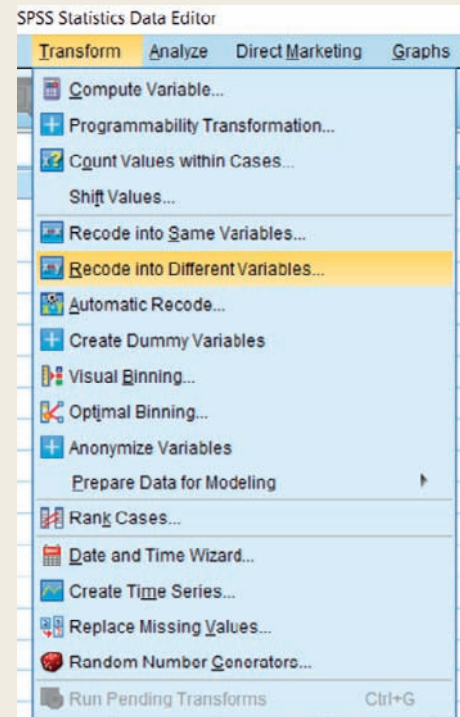 SPSS Statistics Data Editor
Transform Analyze Direct Marketing Graphs
Compute Variable...
Programmability Transformation...
Count Values within Cases...
Shift Values...
Recode into Same Variables...
Recode into Different Variables...
Automatic Recode...
Create Dummy Variables
Visual Binning...
Optimal Binning...
Anonymize Variables
Prepare Data for Modeling
Rank Cases...
Date and Time Wizard...
Create Time Series...
Replace Missing Values...
Random Number Generators...
Run Pending Transforms Ctrl+G